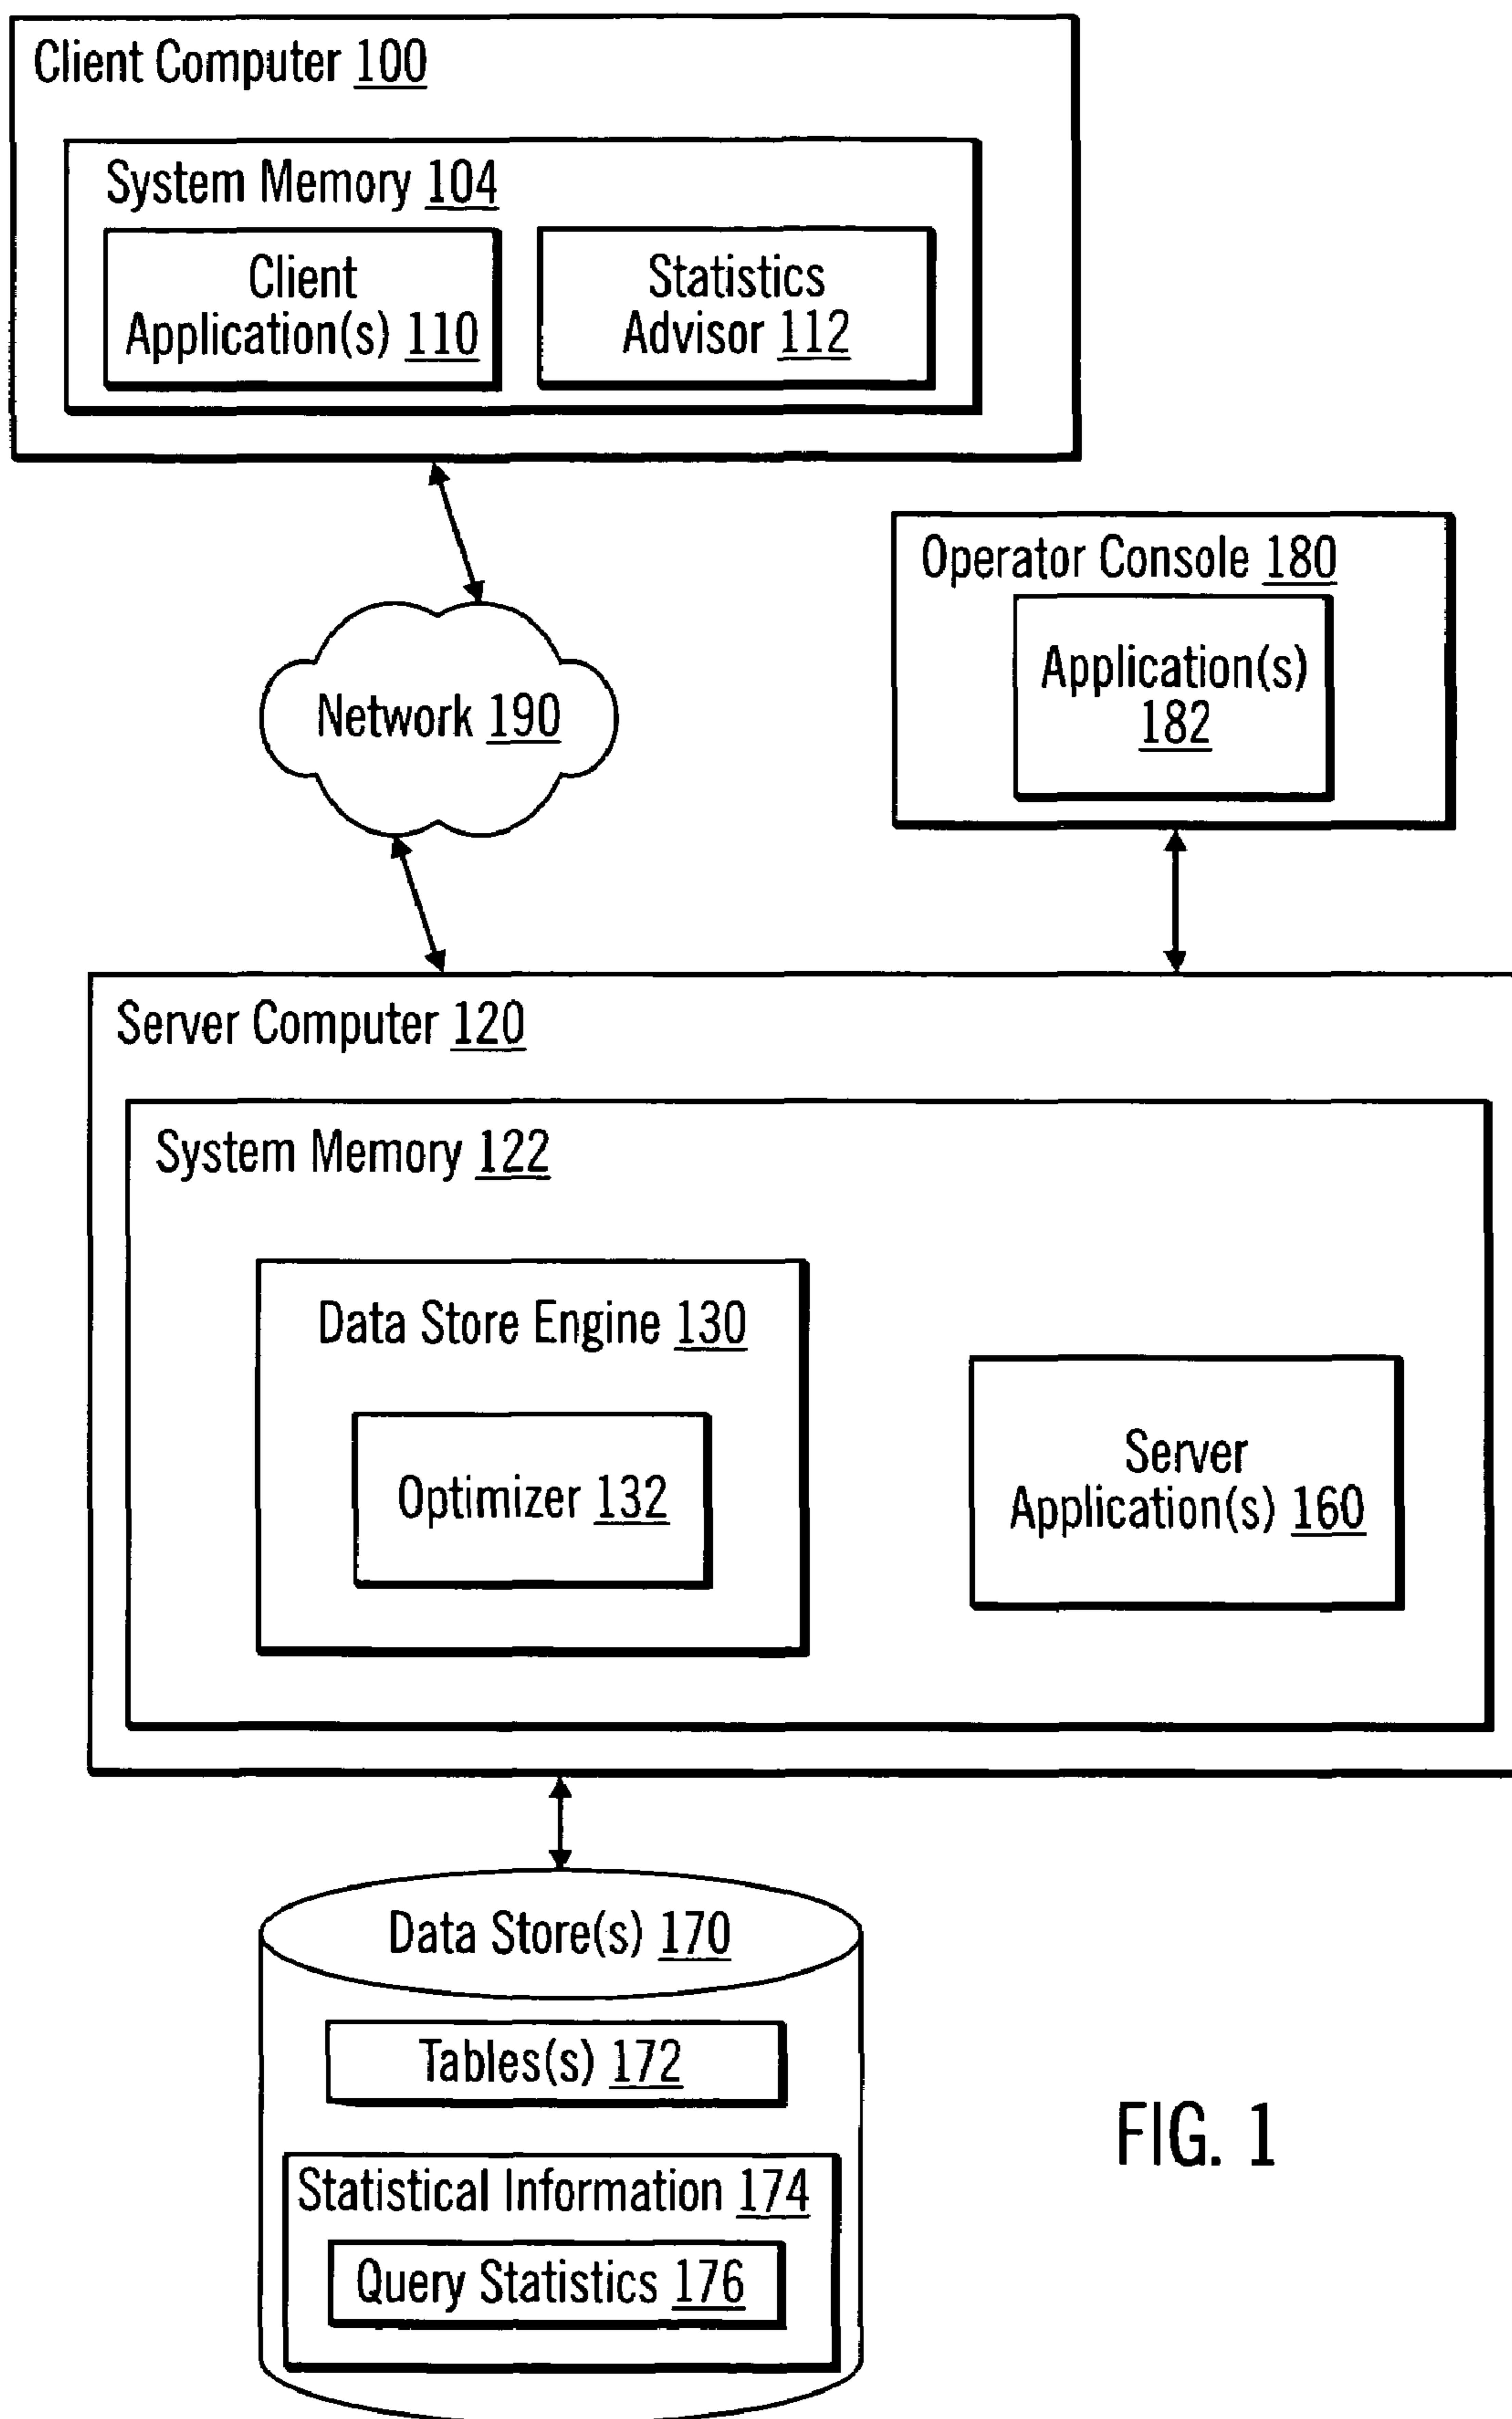 Client Computer 100
System Memory 104
Client
Application(s) 110
Statistics
Advisor 112
Operator Console 180
Application(s)
182
Network 190
Server Computer 120
System Memory 122
Data Store Engine 130
Optimizer 132
Server
Application(s) 160
Data Store(s) 170
Tables(s) 172
Statistical Information 174
Query Statistics 176
FIG. 1